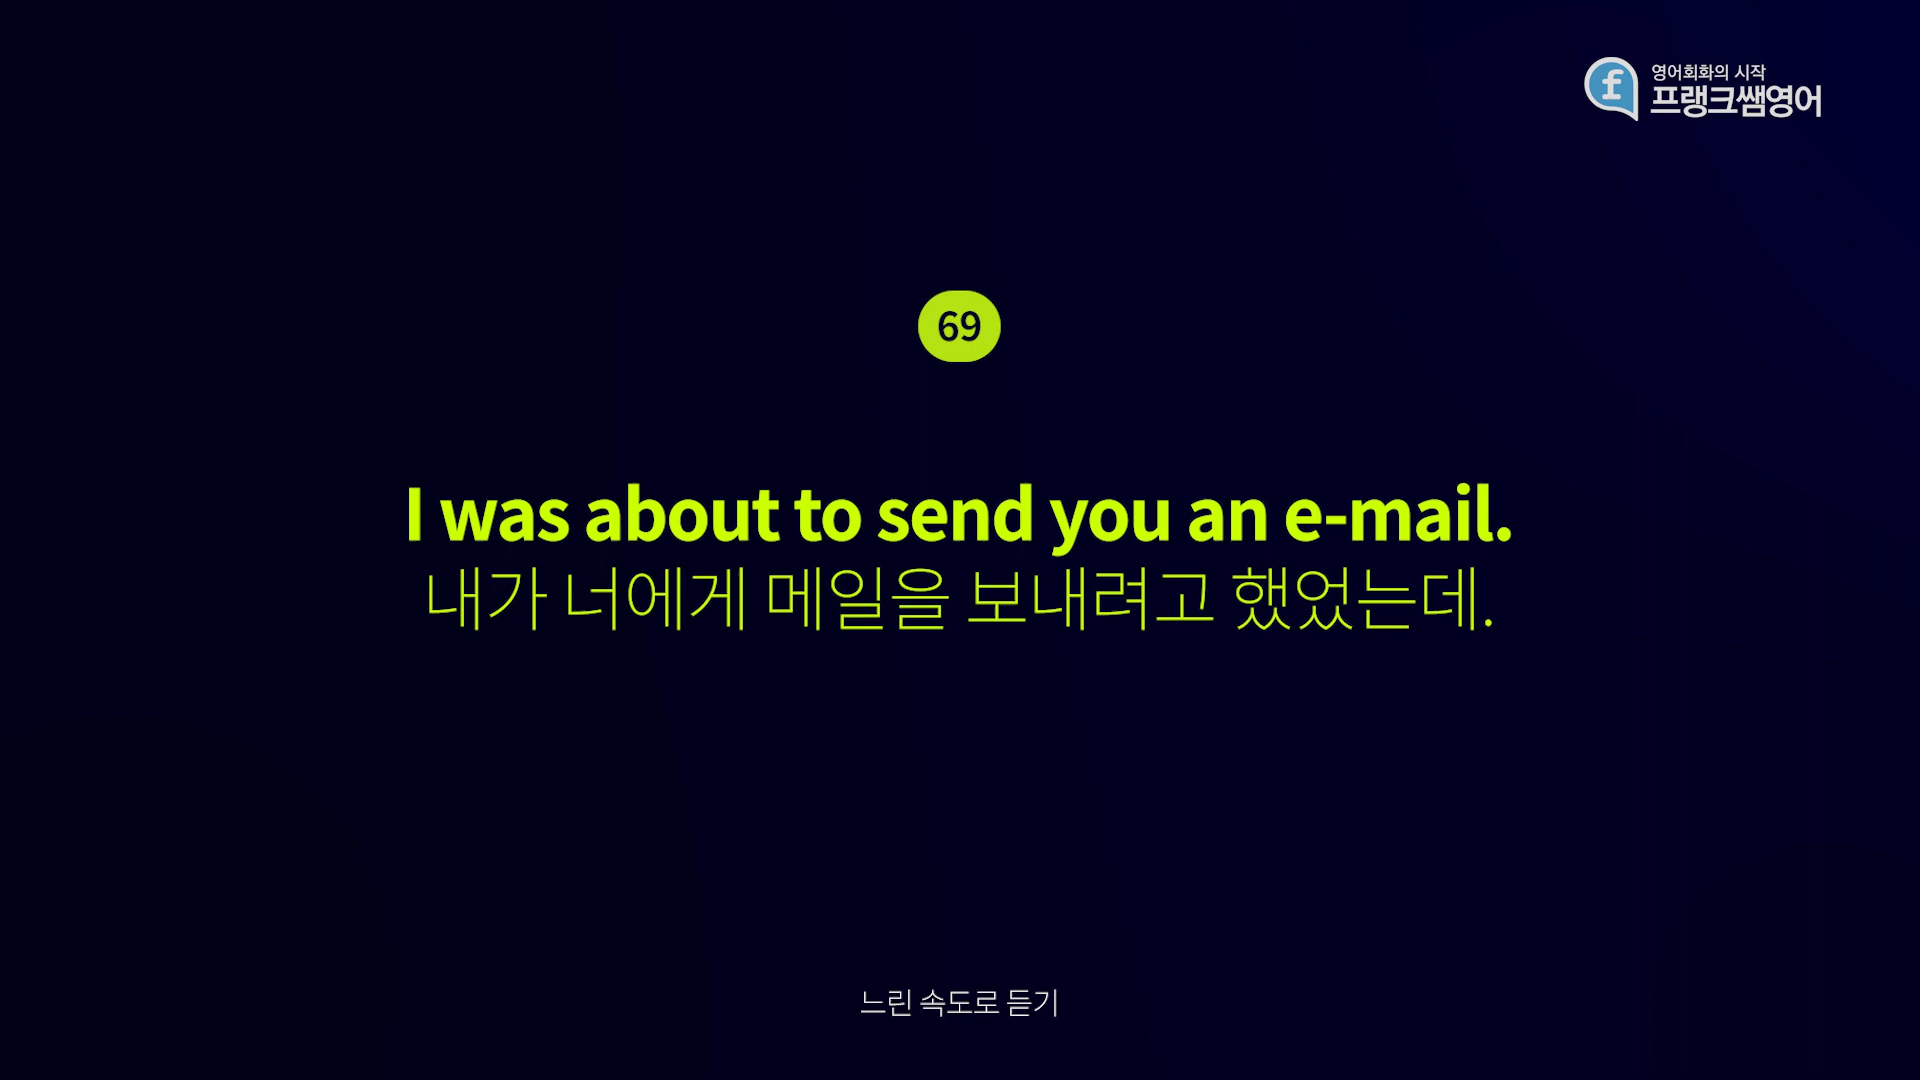 영어회화의 시작
프랭크쌤영어
69
I was about to send you an e-mail.
내가 너에게 메일을 보내려고 했었는데.
느린 속도로 듣기